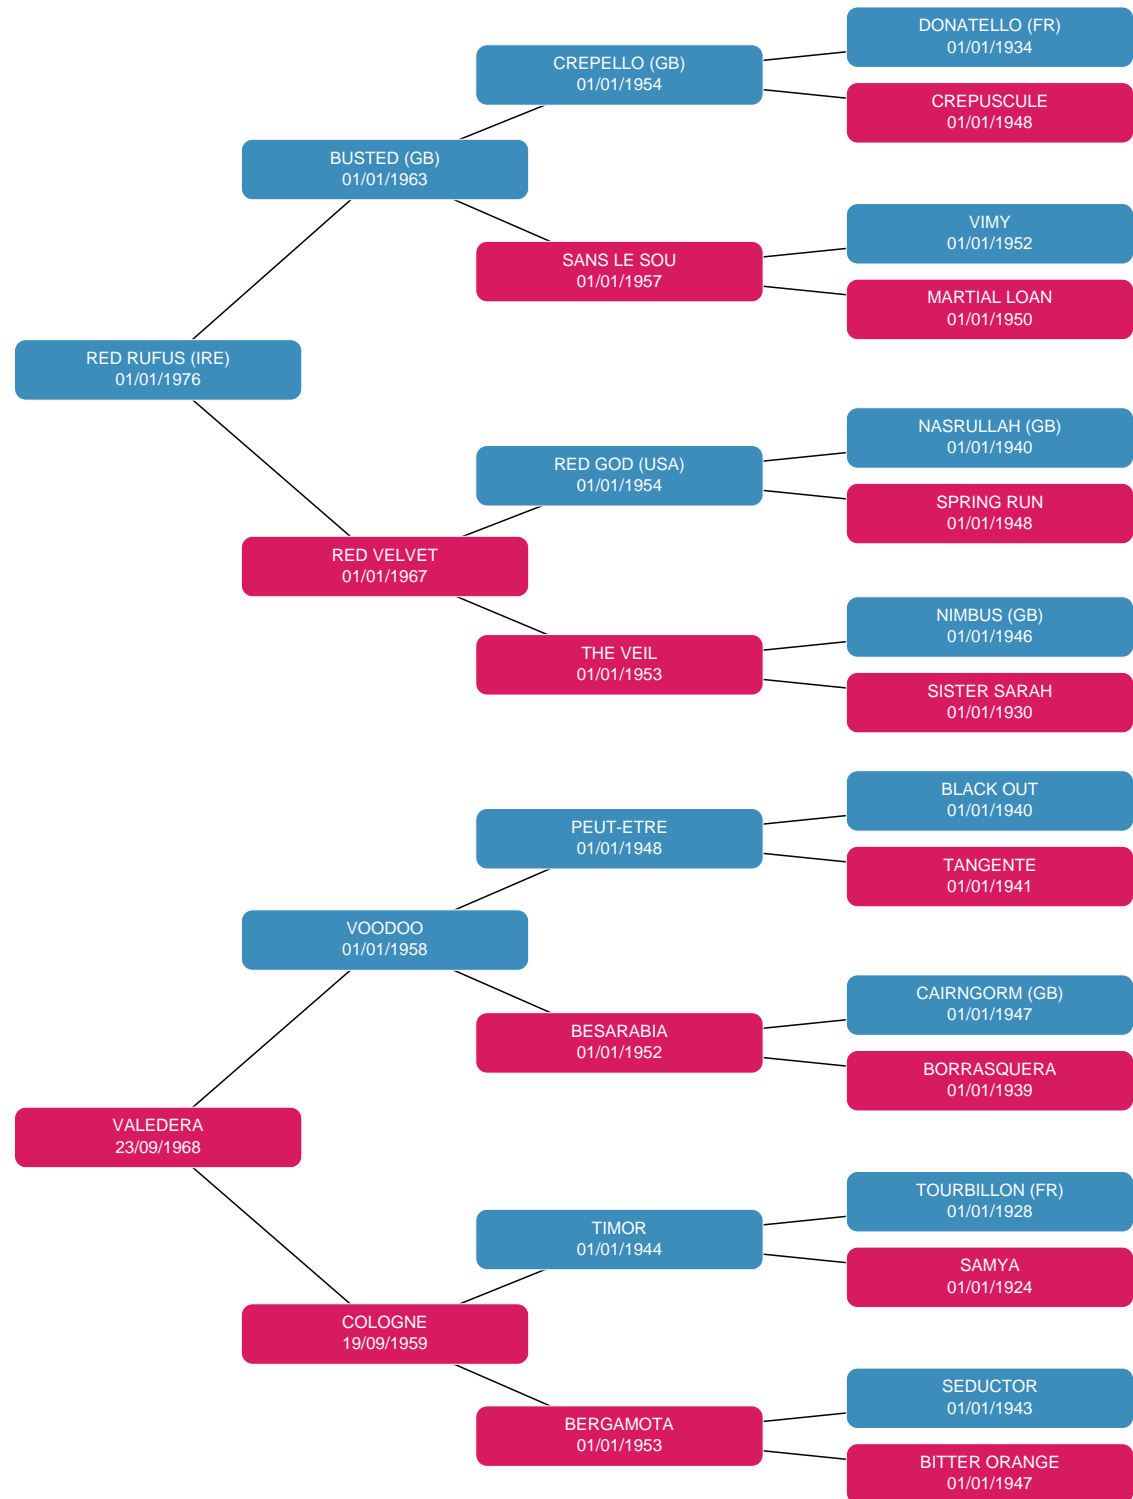 DONATELLO (FR)
01/01/1934
CREPELLO (GB)
01/01/1954
CREPUSCULE
01/01/1948
BUSTED (GB)
01/01/1963
VIMY
01/01/1952
SANS LE SOU
01/01/1957
MARTIAL LOAN
01/01/1950
RED RUFUS (IRE)
01/01/1976
NASRULLAH (GB)
01/01/1940
RED GOD (USA)
01/01/1954
SPRING RUN
01/01/1948
RED VELVET
01/01/1967
NIMBUS (GB)
01/01/1946
THE VEIL
01/01/1953
SISTER SARAH
01/01/1930
BLACK OUT
01/01/1940
PEUT-ETRE
01/01/1948
TANGENTE
01/01/1941
VOODOO
01/01/1958
CAIRNGORM (GB)
01/01/1947
BESARABIA
01/01/1952
BORRASQUERA
01/01/1939
VALEDERA
23/09/1968
TOURBILLON (FR)
01/01/1928
TIMOR
01/01/1944
SAMYA
01/01/1924
COLOGNE
19/09/1959
SEDUCTOR
01/01/1943
BERGAMOTA
01/01/1953
BITTER ORANGE
01/01/1947